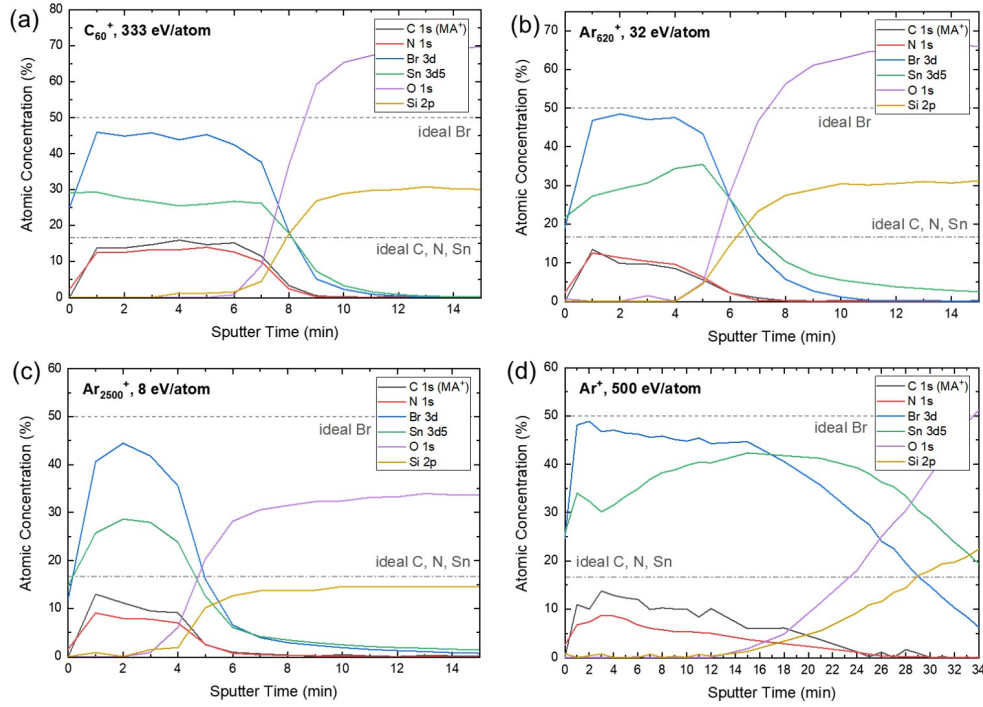 (a)
C₆₀⁺, 333 eV/atom
C 1s (MA⁺)
N 1s
Br 3d
Sn 3d5
O 1s
Si 2p
ideal Br
ideal C, N, Sn
Atomic Concentration (%)
0
10
20
30
40
50
60
70
0
2
4
6
8
10
12
14
Sputter Time (min)
(b)
Ar₆₂₀⁺, 32 eV/atom
C 1s (MA⁺)
N 1s
Br 3d
Sn 3d5
O 1s
Si 2p
ideal Br
ideal C, N, Sn
Atomic Concentration (%)
0
10
20
30
40
50
60
70
0
2
4
6
8
10
12
14
Sputter Time (min)
(c)
Ar₂₅₀₀⁺, 8 eV/atom
C 1s (MA⁺)
N 1s
Br 3d
Sn 3d5
O 1s
Si 2p
ideal Br
ideal C, N, Sn
Atomic Concentration (%)
0
10
20
30
40
50
60
0
2
4
6
8
10
12
14
Sputter Time (min)
(d)
Ar⁺, 500 eV/atom
C 1s (MA⁺)
N 1s
Br 3d
Sn 3d5
O 1s
Si 2p
ideal Br
ideal C, N, Sn
Atomic Concentration (%)
0
10
20
30
40
50
60
0
2
4
6
8
10
12
14
16
18
20
22
24
26
28
30
32
34
Sputter Time (min)